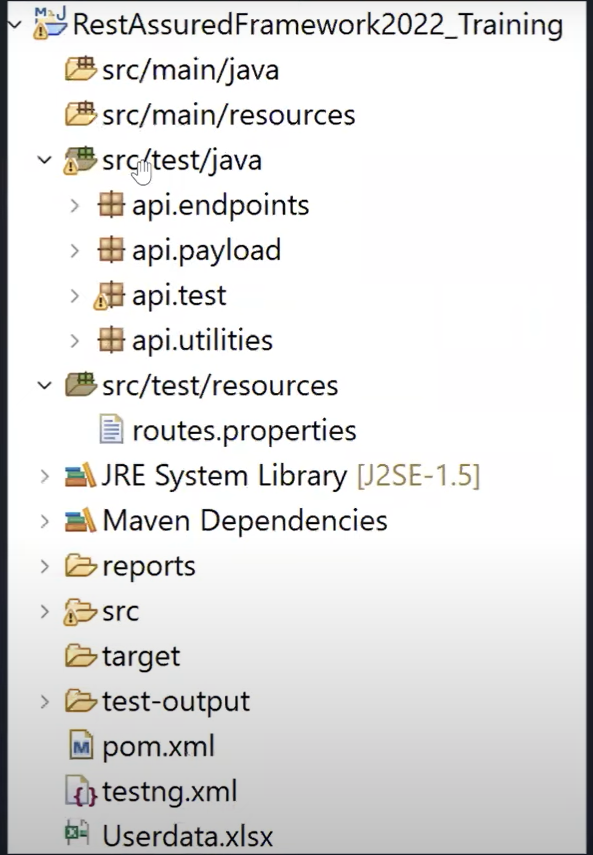 RestAssuredFramework2022_Training
src/main/java
src/main/resources
src/test/java
api.endpoints
api.payload
api.test
api.utilities
src/test/resources
routes.properties
JRE System Library [J2SE-1.5]
Maven Dependencies
reports
src
target
test-output
pom.xml
testng.xml
Userdata.xlsx